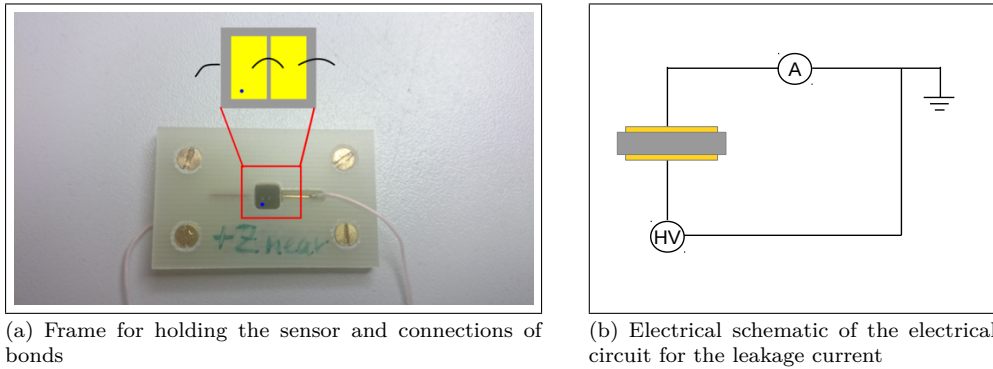 +Z near
A
HV
(a) Frame for holding the sensor and connections of
bonds
(b) Electrical schematic of the electrical
circuit for the leakage current